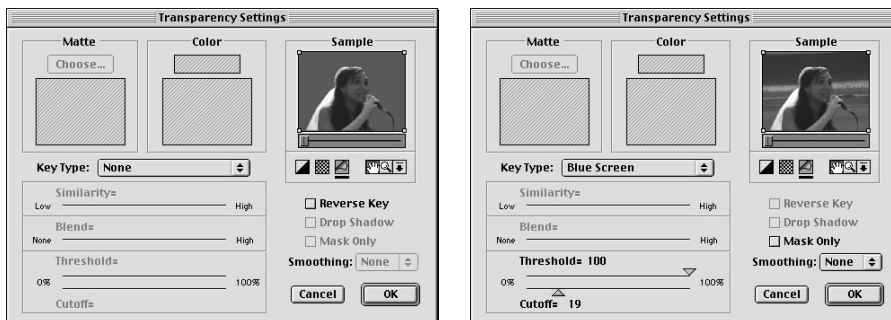 Transparency Settings
Matte
Color
Sample
Choose...
Key Type: None
Similarity=
Low High
Blend=
None High
Threshold=
0% 100%
Cutoff=
Reverse Key
Drop Shadow
Mask Only
Smoothing: None
Cancel OK
Transparency Settings
Matte
Color
Sample
Choose...
Key Type: Blue Screen
Similarity=
Low High
Blend=
None High
Threshold= 100
0% 100%
Cutoff= 19
Reverse Key
Drop Shadow
Mask Only
Smoothing: None
Cancel OK